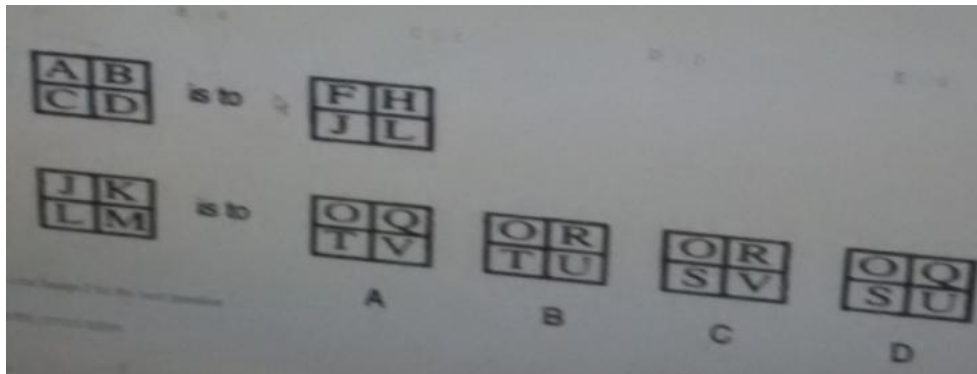 A B
C D
is to
F H
J L
J K
L M
is to
O Q
T V
O R
T U
O R
S V
O Q
S U
A
B
C
D